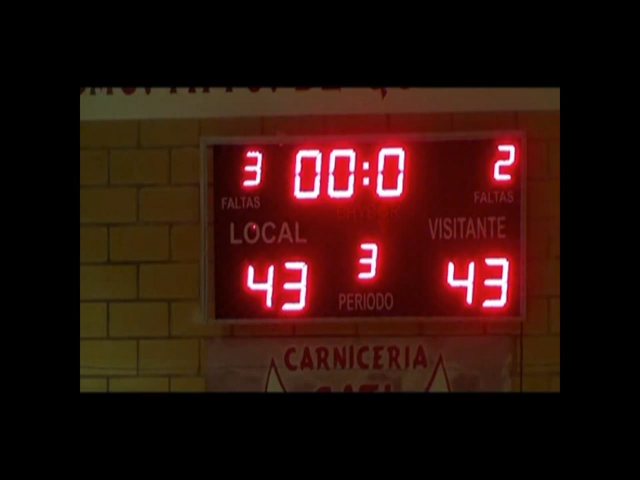 3 00:0 2
FALTAS FALTAS
LOCAL VISITANTE
43 3 43
PERIODO
CARNICERIA